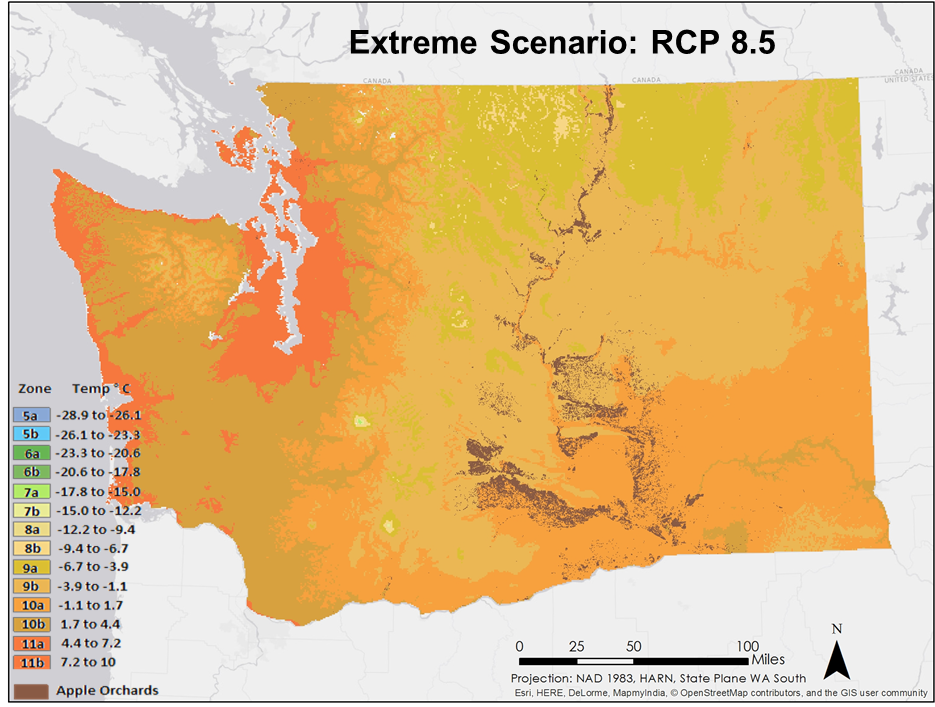 Extreme Scenario: RCP 8.5
CANADA
CANADA
CANADA
UNITED STATES
Zone Temp ° C
5a -28.9 to -26.1
5b -26.1 to -23.3
6a -23.3 to -20.6
6b -20.6 to -17.8
7a -17.8 to -15.0
7b -15.0 to -12.2
8a -12.2 to -9.4
8b -9.4 to -6.7
9a -6.7 to -3.9
9b -3.9 to -1.1
10a -1.1 to 1.7
10b 1.7 to 4.4
11a 4.4 to 7.2
11b 7.2 to 10
Apple Orchards
N
0 25 50 100
Miles
Projection: NAD 1983, HARN, State Plane WA South
Esri, HERE, DeLorme, MapmyIndia, © OpenStreetMap contributors, and the GIS user community